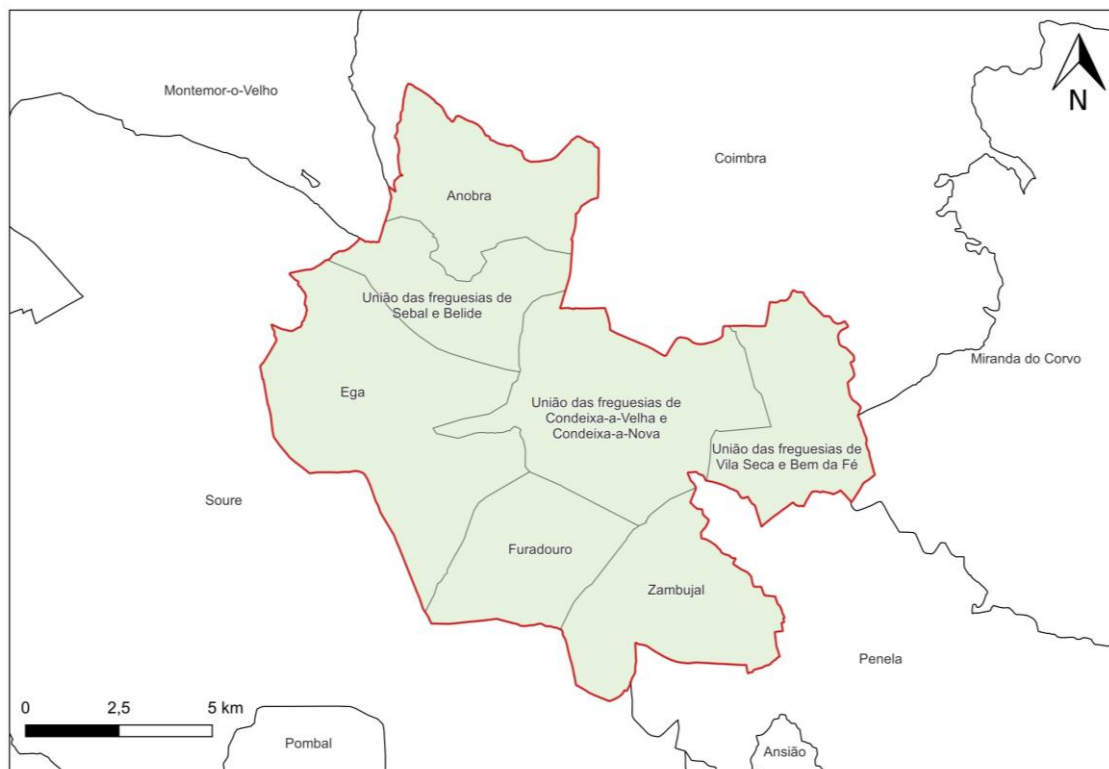 Montemor-o-Velho
N
Coimbra
Anobra
União das freguesias de
Sebal e Belide
Miranda do Corvo
Ega
União das freguesias de
Condeixa-a-Velha e
Condeixa-a-Nova
União das freguesias de
Vila Seca e Bem da Fé
Soure
Furadouro
Zambujal
Penela
0 2,5 5 km
Pombal
Ansião